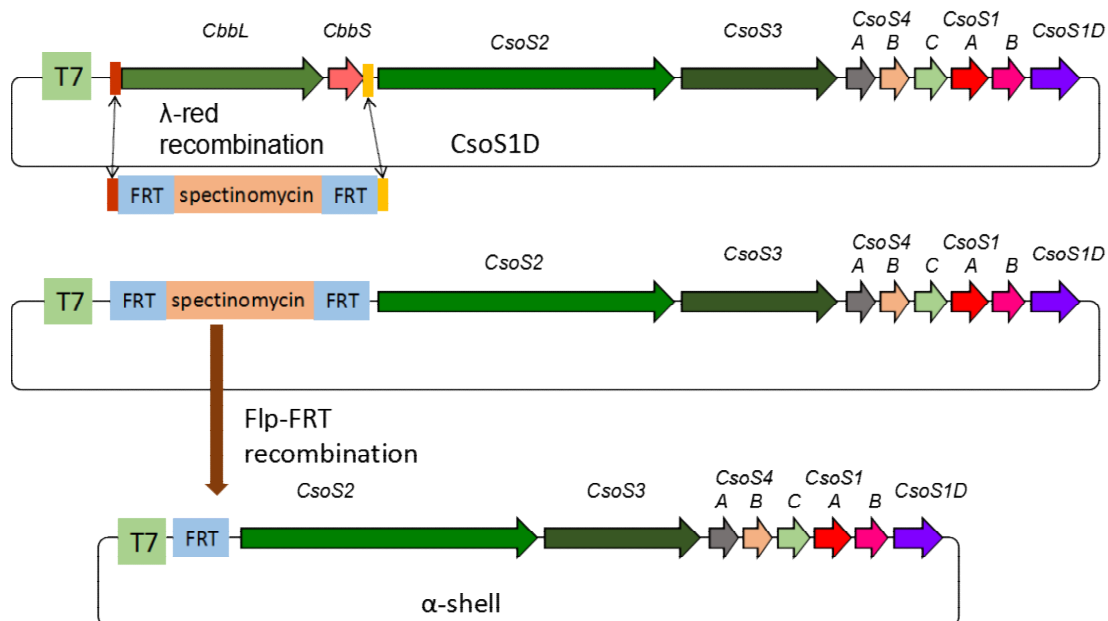 CbbL CbbS CsoS2 CsoS3 CsoS4 CsoS1 CsoS1D
A B C A B
T7
λ-red
recombination
CsoS1D
FRT spectinomycin FRT
CsoS2 CsoS3 CsoS4 CsoS1 CsoS1D
A B C A B
T7 FRT spectinomycin FRT
Flp-FRT
recombination
CsoS2 CsoS3 CsoS4 CsoS1 CsoS1D
A B C A B
T7 FRT
α-shell